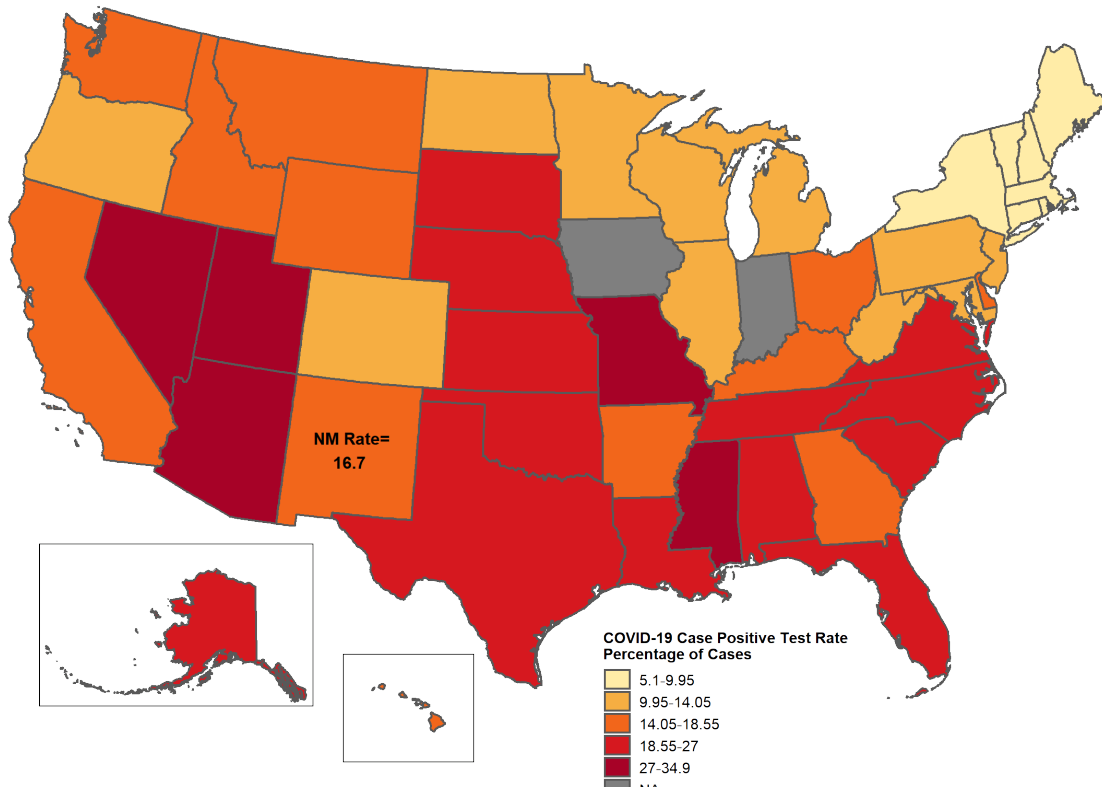 NM Rate=
16.7
COVID-19 Case Positive Test Rate
Percentage of Cases
5.1-9.95
9.95-14.05
14.05-18.55
18.55-27
27-34.9
NA